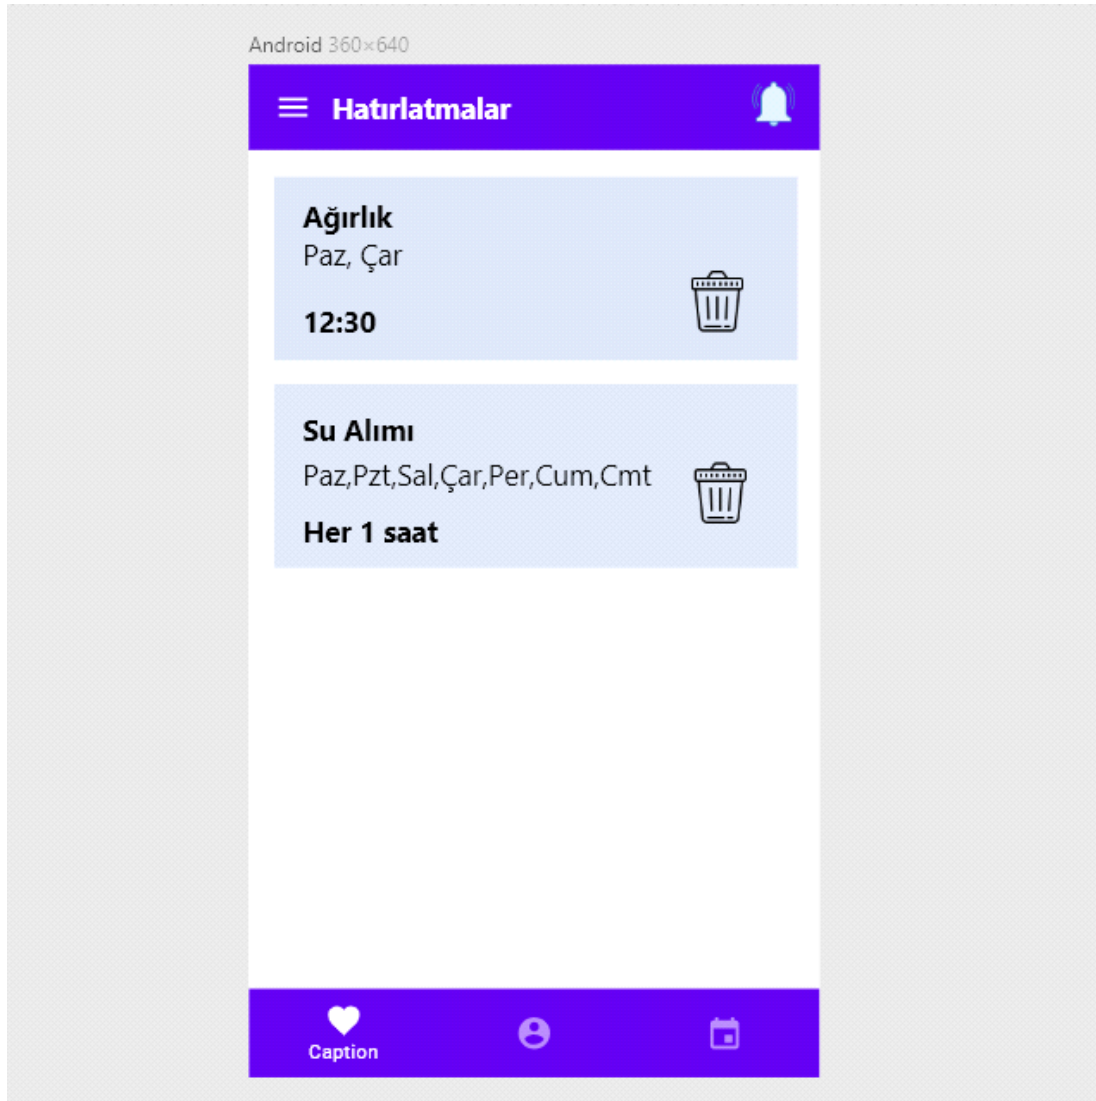 Android 360×640
Hatırlatmalar
Ağırlık
Paz, Çar
12:30
Su Alımı
Paz,Pzt,Sal,Çar,Per,Cum,Cmt
Her 1 saat
Caption